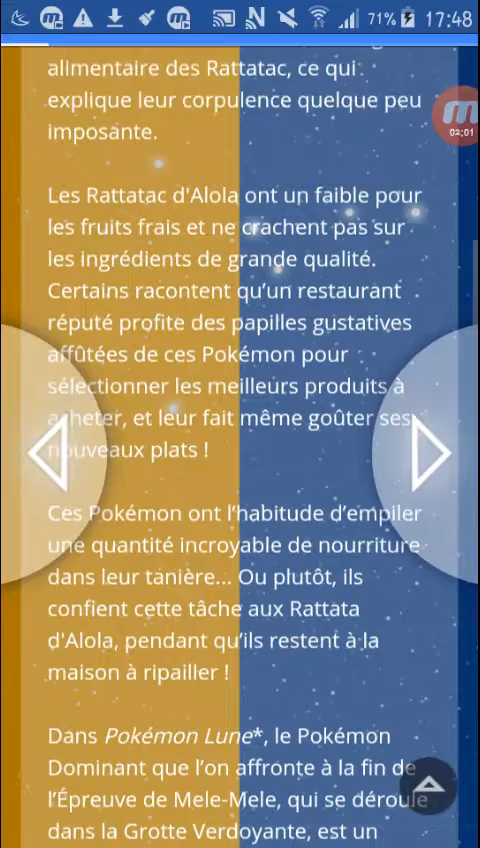 71% 17:48
alimentaire des Rattatac, ce qui
explique leur corpulence quelque peu
imposante.
02:01
Les Rattatac d'Alola ont un faible pour
les fruits frais et ne crachent pas sur
les ingrédients de grande qualité.
Certains racontent qu'un restaurant
réputé profite des papilles gustatives
affûtées de ces Pokémon pour
sélectionner les meilleurs produits à
acheter, et leur fait même goûter ses
nouveaux plats !
Ces Pokémon ont l'habitude d'empiler
une quantité incroyable de nourriture
dans leur tanière... Ou plutôt, ils
confient cette tâche aux Rattata
d'Alola, pendant qu'ils restent à la
maison à ripailler !
Dans Pokémon Lune*, le Pokémon
Dominant que l'on affronte à la fin de
l'Épreuve de Mele-Mele, qui se déroule
dans la Grotte Verdoyante, est un